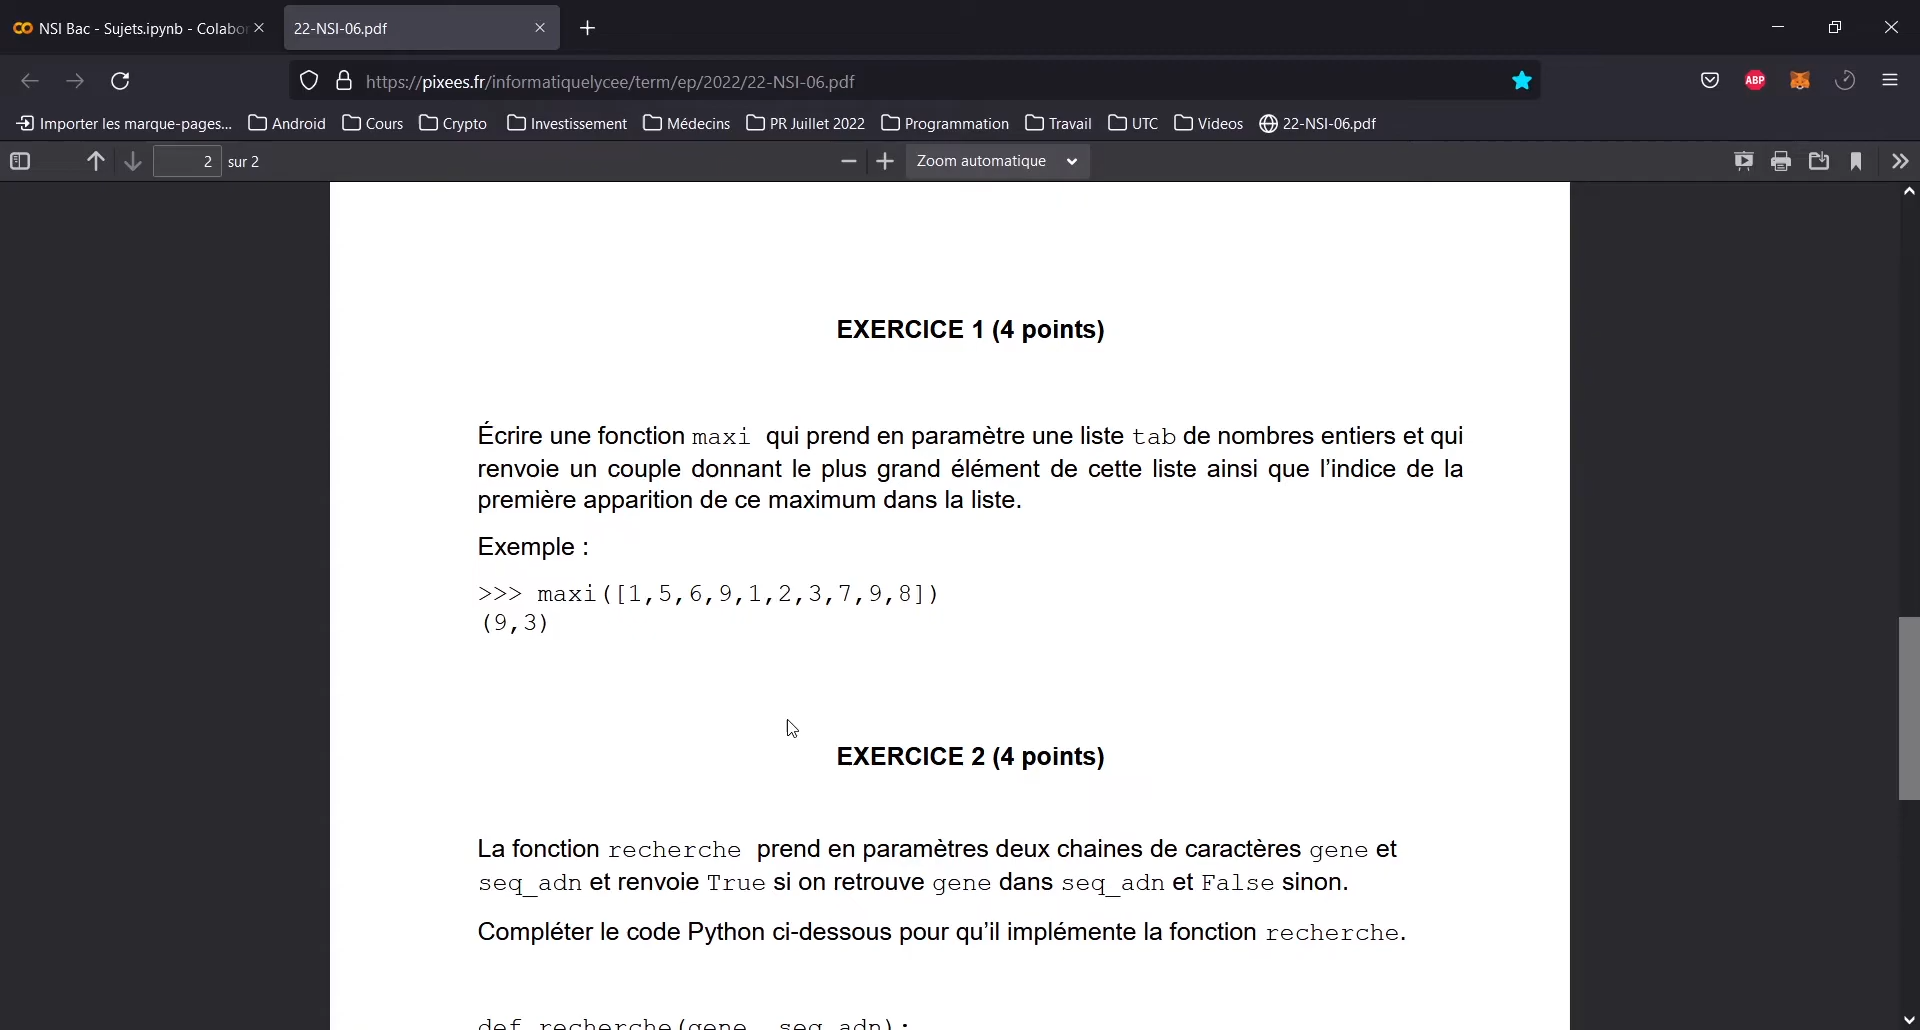 NSI Bac - Sujets.ipynb - Colabo
22-NSI-06.pdf
https://pixees.fr/informatiquelycee/term/ep/2022/22-NSI-06.pdf
ABP
Importer les marque-pages... Android Cours Crypto Investissement Médecins PR Juillet 2022 Programmation Travail UTC Videos 22-NSI-06.pdf
2 sur 2 Zoom automatique
EXERCICE 1 (4 points)
Écrire une fonction maxi qui prend en paramètre une liste tab de nombres entiers et qui
renvoie un couple donnant le plus grand élément de cette liste ainsi que l’indice de la
première apparition de ce maximum dans la liste.
Exemple :
>>> maxi([1,5,6,9,1,2,3,7,9,8])
(9,3)
EXERCICE 2 (4 points)
La fonction recherche prend en paramètres deux chaines de caractères gene et
seq_adn et renvoie True si on retrouve gene dans seq_adn et False sinon.
Compléter le code Python ci-dessous pour qu’il implémente la fonction recherche.
def recherche(gene, seq_adn):